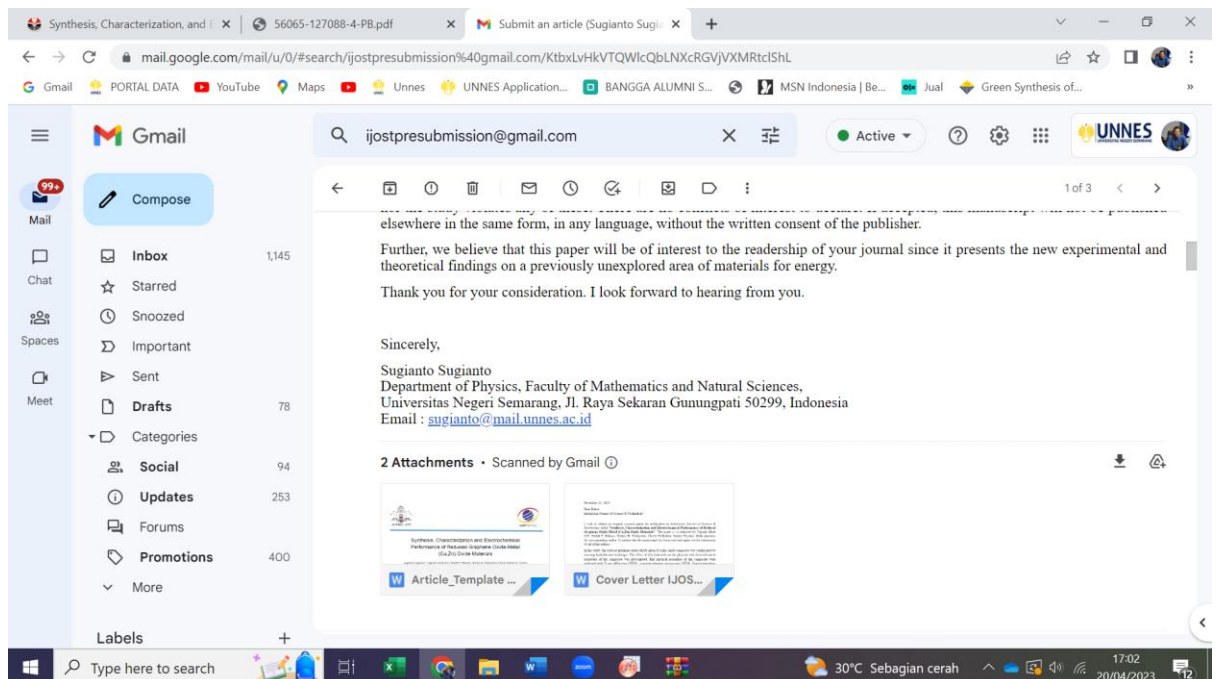 Synthesis, Characterization, and
56065-127088-4-PB.pdf
Submit an article (Sugianto Sugi
mail.google.com/mail/u/0/#search/ijostpresubmission%40gmail.com/KtbxLvHkVTQWlcQbLNXcRGVjVXMRtclShL
Gmail PORTAL DATA YouTube Maps Unnes UNNES Application... BANGGA ALUMNI S... MSN Indonesia | Be... Jual Green Synthesis of... »
Gmail
ijostpresubmission@gmail.com
Active
UNNES
99+
Mail
Chat
Spaces
Meet
Compose
Inbox 1,145
Starred
Snoozed
Important
Sent
Drafts 78
Categories
Social 94
Updates 253
Forums
Promotions 400
More
Labels +
1 of 3
elsewhere in the same form, in any language, without the written consent of the publisher.
Further, we believe that this paper will be of interest to the readership of your journal since it presents the new experimental and
theoretical findings on a previously unexplored area of materials for energy.
Thank you for your consideration. I look forward to hearing from you.
Sincerely,
Sugianto Sugianto
Department of Physics, Faculty of Mathematics and Natural Sciences,
Universitas Negeri Semarang, Jl. Raya Sekaran Gunungpati 50299, Indonesia
Email : sugianto@mail.unnes.ac.id
2 Attachments • Scanned by Gmail
Synthesis, Characterization and Electrochemical
Performance of Reduced Graphene Oxide-Metal
(Cu,Zn) Oxide Materials
W Article_Template ...
W Cover Letter IJOS...
Type here to search
zoom
30°C Sebagian cerah
17:02
20/04/2023
12